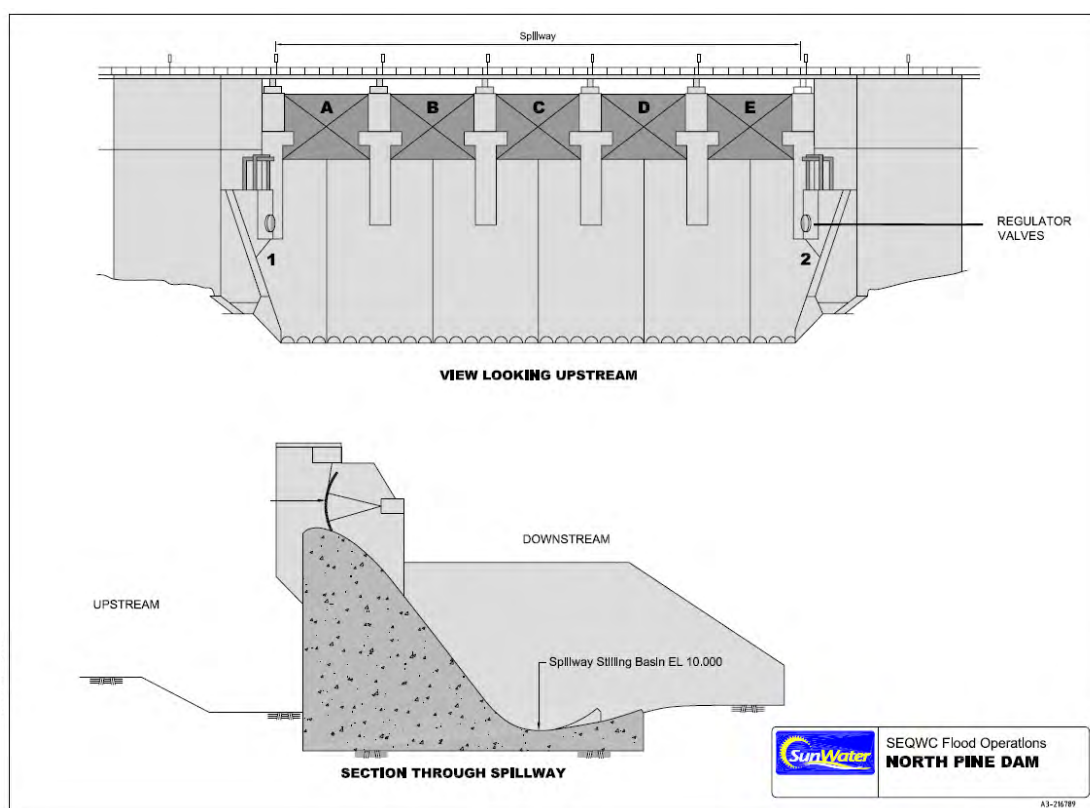 Spillway
A B C D E
REGULATOR
VALVES
1 2
VIEW LOOKING UPSTREAM
DOWNSTREAM
UPSTREAM
Spillway Stilling Basin EL 10.000
SECTION THROUGH SPILLWAY
SunWater
SEQWC Flood Operations
NORTH PINE DAM
A3-216789